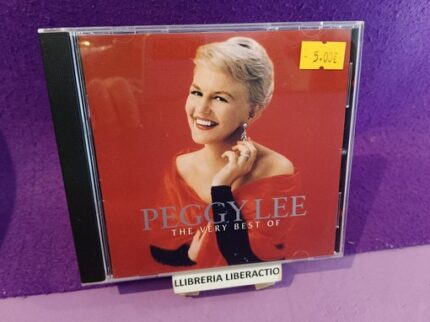 5.00€
PEGGY LEE
THE VERY BEST OF
LLIBRERIA LIBERACTIO